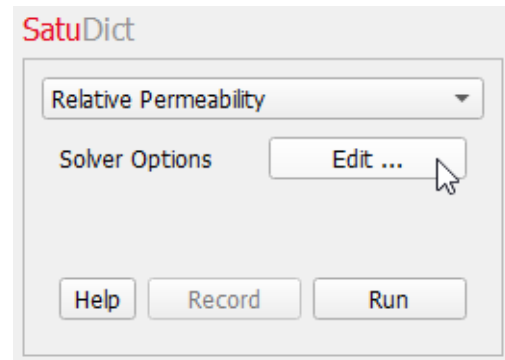 SatuDict
Relative Permeability
Solver Options Edit ...
Help Record Run